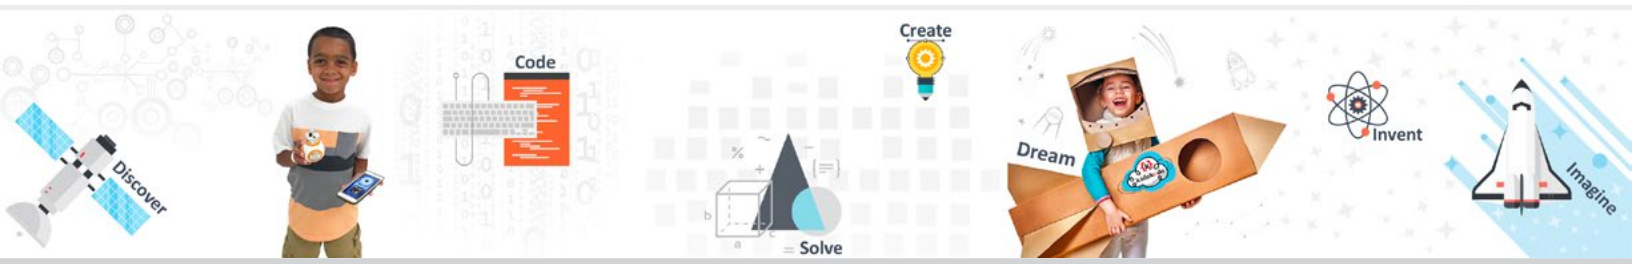 Discover
Code
Solve
Create
Dream
Invent
Imagine
b
a
c